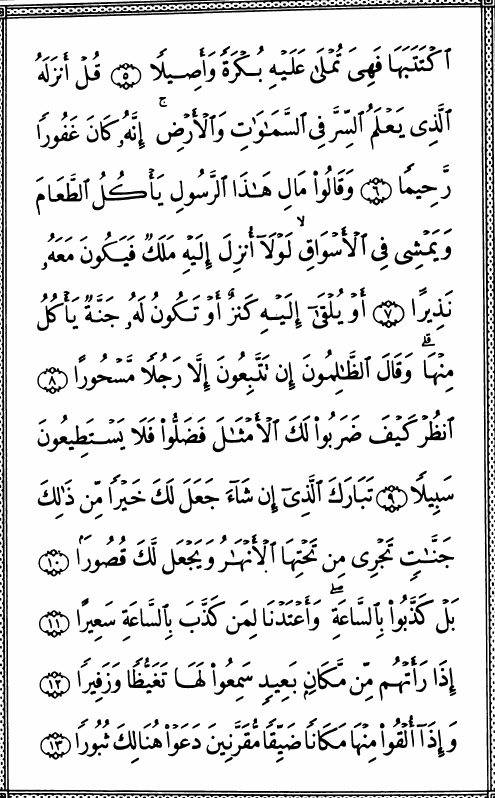 ٱكۡتَتَبَهَا فَهِيَ تُمۡلَىٰ عَلَيۡهِ بُكۡرَةٗ وَأَصِيلٗا ۝٥ قُلۡ أَنزَلَهُ
ٱلَّذِي يَعۡلَمُ ٱلسِّرَّ فِي ٱلسَّمَٰوَٰتِ وَٱلۡأَرۡضِۚ إِنَّهُۥ كَانَ غَفُورٗا
رَّحِيمٗا ۝٦ وَقَالُواْ مَالِ هَٰذَا ٱلرَّسُولِ يَأۡكُلُ ٱلطَّعَامَ
وَيَمۡشِي فِي ٱلۡأَسۡوَاقِ لَوۡلَآ أُنزِلَ إِلَيۡهِ مَلَكٞ فَيَكُونَ مَعَهُۥ
نَذِيرًا ۝٧ أَوۡ يُلۡقَىٰٓ إِلَيۡهِ كَنزٌ أَوۡ تَكُونُ لَهُۥ جَنَّةٞ يَأۡكُلُ
مِنۡهَاۚ وَقَالَ ٱلظَّٰلِمُونَ إِن تَتَّبِعُونَ إِلَّا رَجُلٗا مَّسۡحُورًا ۝٨
ٱنظُرۡ كَيۡفَ ضَرَبُواْ لَكَ ٱلۡأَمۡثَٰلَ فَضَلُّواْ فَلَا يَسۡتَطِيعُونَ
سَبِيلٗا ۝٩ تَبَارَكَ ٱلَّذِيٓ إِن شَآءَ جَعَلَ لَكَ خَيۡرٗا مِّن ذَٰلِكَ
جَنَّٰتٖ تَجۡرِي مِن تَحۡتِهَا ٱلۡأَنۡهَٰرُ وَيَجۡعَل لَّكَ قُصُورَۢا ۝١٠
بَلۡ كَذَّبُواْ بِٱلسَّاعَةِۖ وَأَعۡتَدۡنَا لِمَن كَذَّبَ بِٱلسَّاعَةِ سَعِيرًا ۝١١
إِذَا رَأَتۡهُم مِّن مَّكَانِۭ بَعِيدٖ سَمِعُواْ لَهَا تَغَيُّظٗا وَزَفِيرٗا ۝١٢
وَإِذَآ أُلۡقُواْ مِنۡهَا مَكَانٗا ضَيِّقٗا مُّقَرَّنِينَ دَعَوۡاْ هُنَالِكَ ثُبُورٗا ۝١٣